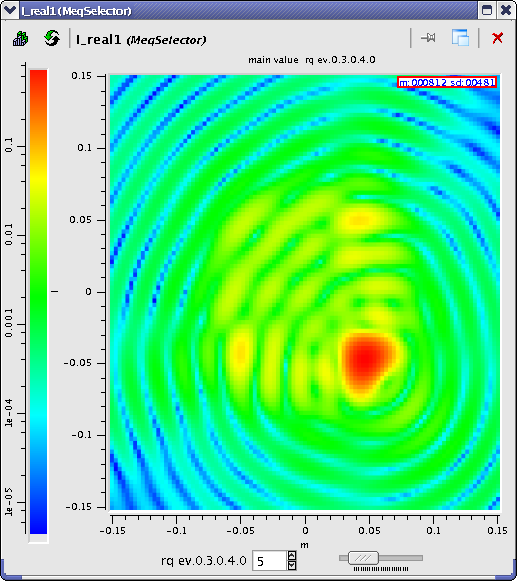 I_real1 (MeqSelector)
I_real1 (MeqSelector)
main value rq ev.0.3.0.4.0
m:000812 sd:00481
0.15
0.1
0.05
0
-0.05
-0.1
-0.15
0.1
0.01
0.001
1e-04
1e-05
-0.15 -0.1 -0.05 0 0.05 0.1 0.15
m
rq ev.0.3.0.4.0 5